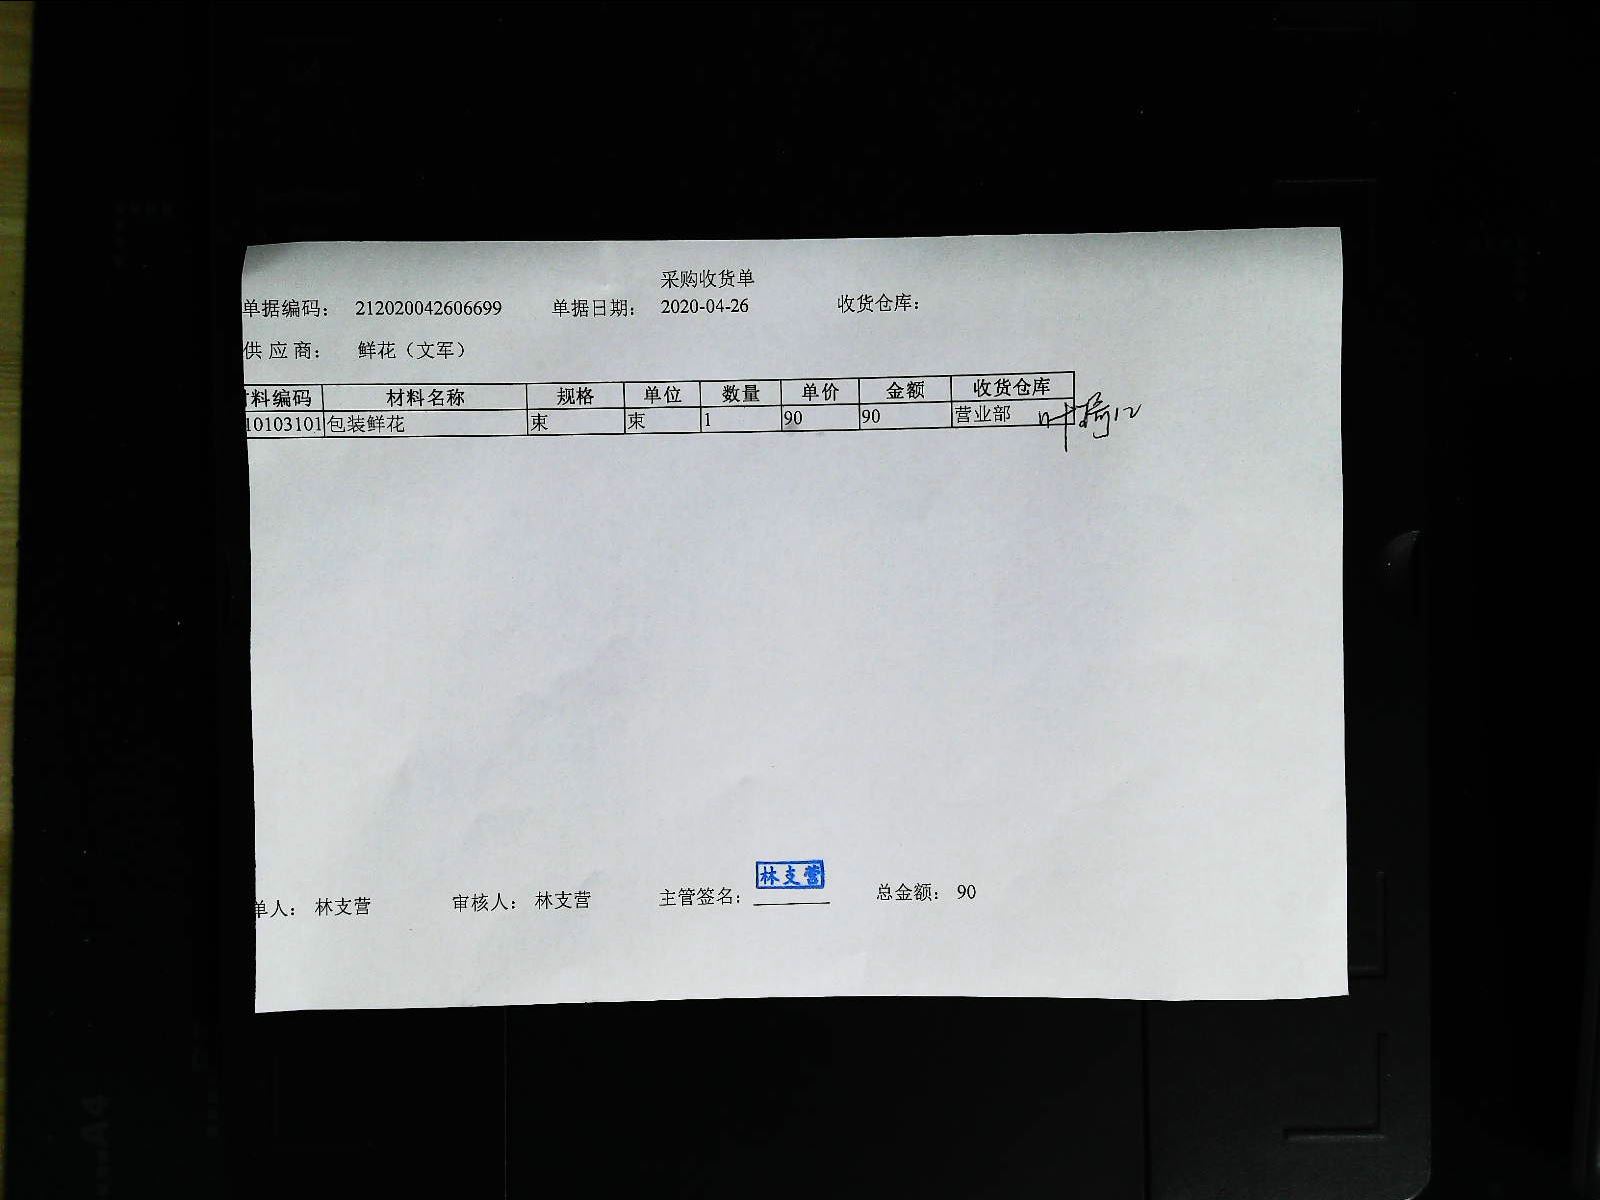 采购收货单
单据编码： 212020042606699 单据日期： 2020-04-26 收货仓库：
供 应 商： 鲜花（文军）
料编码 材料名称 规格 单位 数量 单价 金额 收货仓库
10103101 包装鲜花 束 束 1 90 90 营业部
林支营
单人： 林支营 审核人： 林支营 主管签名： 总金额： 90
A4